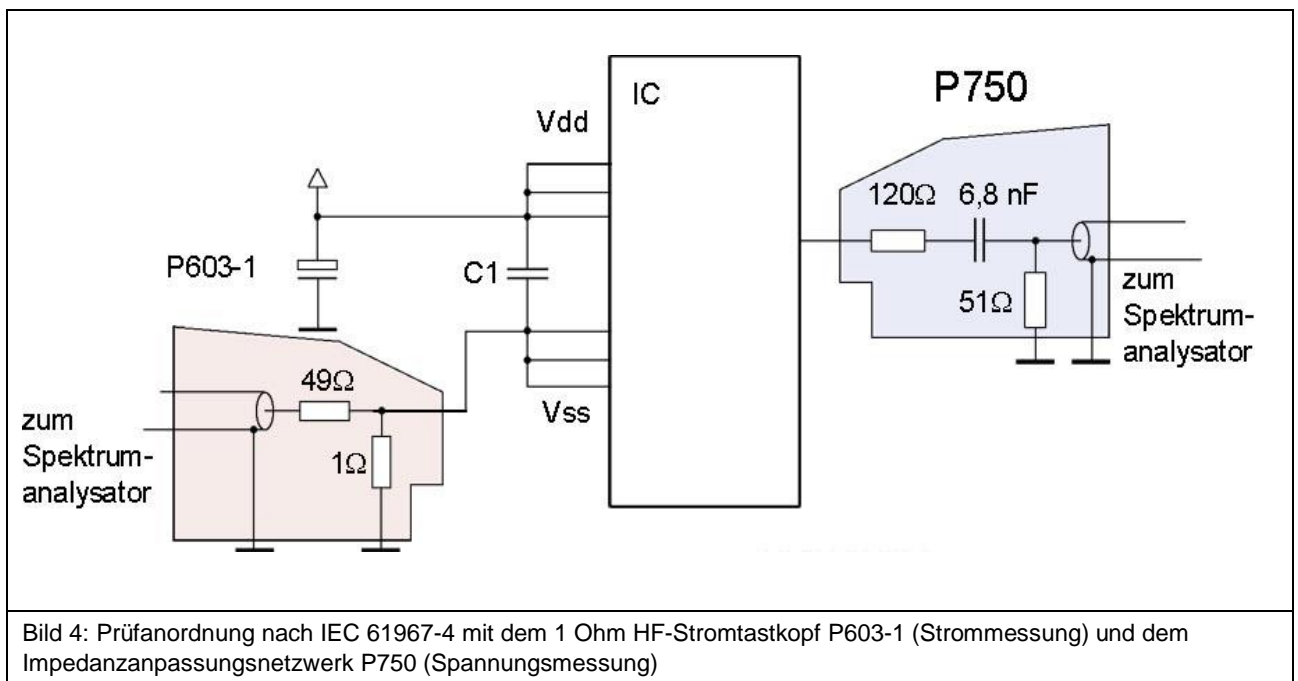 IC
P750
Vdd
120Ω 6,8 nF
P603-1
C1
51Ω
zum
Spektrum-
analysator
49Ω
Vss
zum
Spektrum-
analysator
1Ω
Bild 4: Prüfanordnung nach IEC 61967-4 mit dem 1 Ohm HF-Stromtastkopf P603-1 (Strommessung) und dem
Impedanzanpassungsnetzwerk P750 (Spannungsmessung)